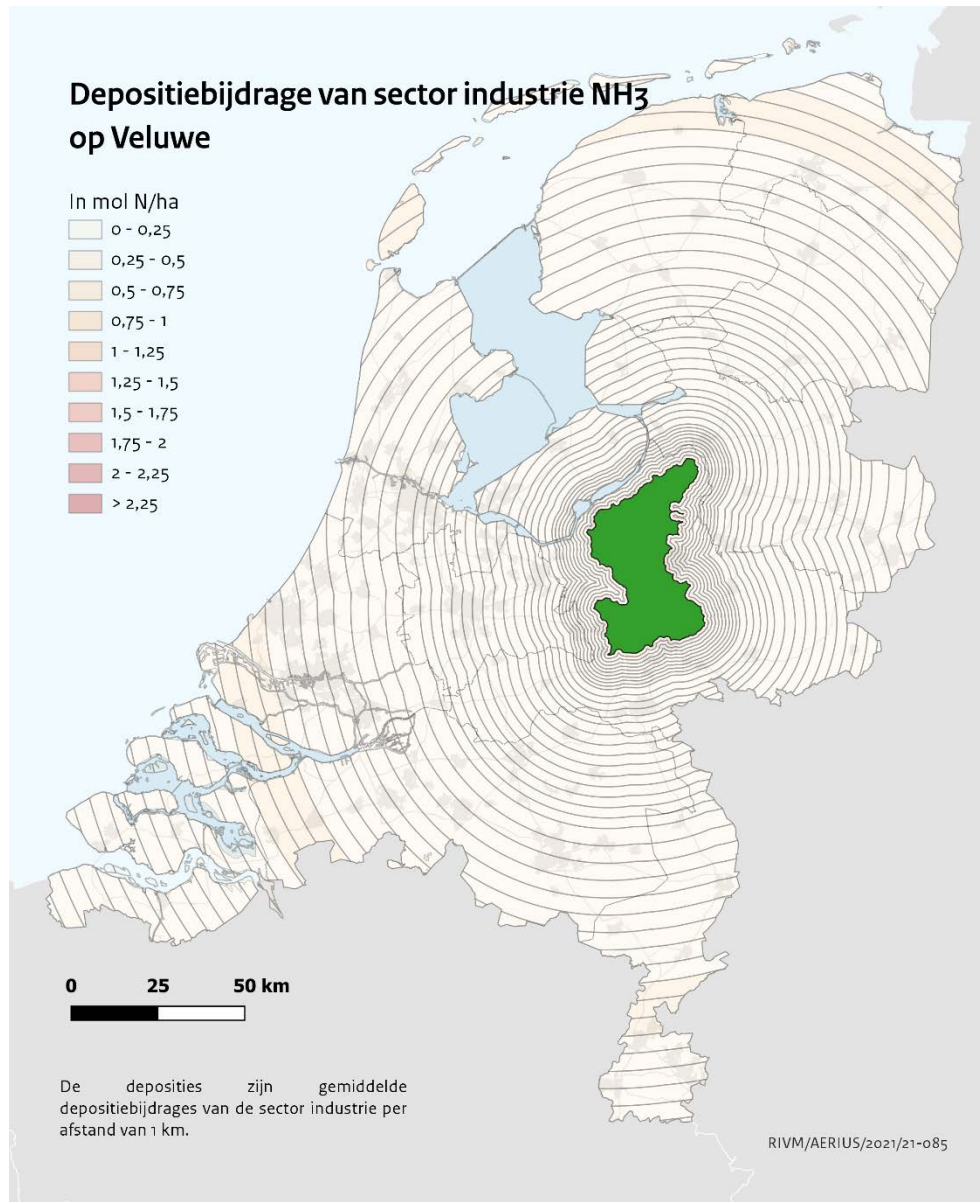 Depositiebijdrage van sector industrie NH3
op Veluwe
In mol N/ha
0 - 0,25
0,25 - 0,5
0,5 - 0,75
0,75 - 1
1 - 1,25
1,25 - 1,5
1,5 - 1,75
1,75 - 2
2 - 2,25
> 2,25
0 25 50 km
De deposities zijn gemiddelde
depositiebijdrages van de sector industrie per
afstand van 1 km.
RIVM/AERIUS/2021/21-085